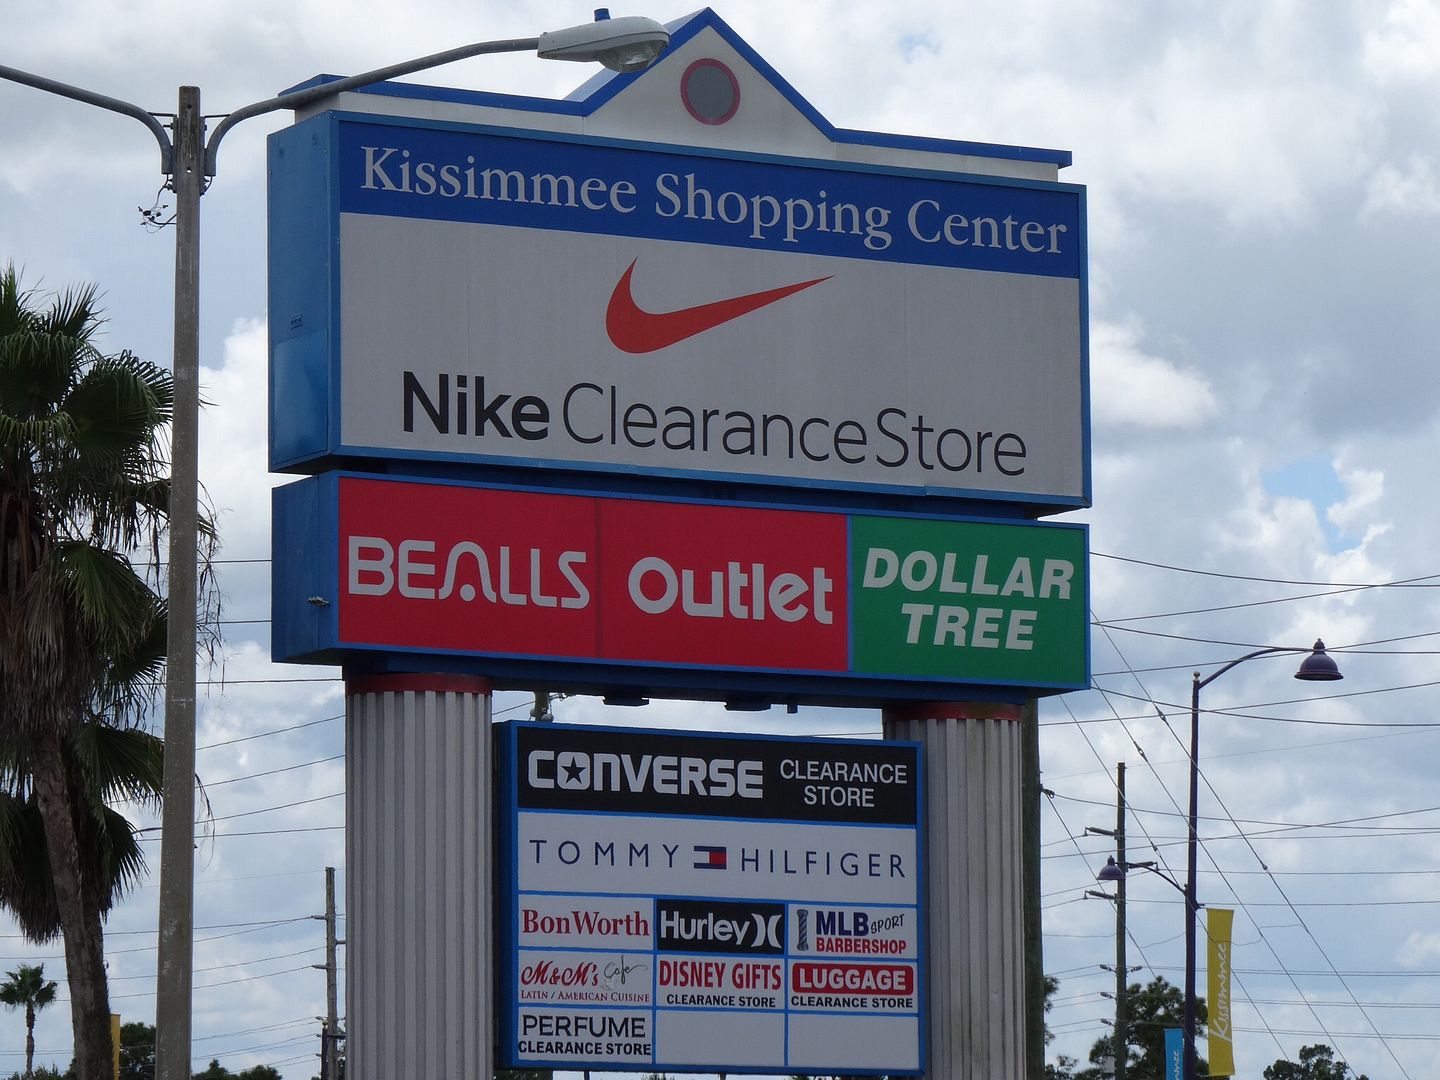 Kissimmee Shopping Center
Nike Clearance Store
BEALLS Outlet
DOLLAR
TREE
CONVERSE CLEARANCE
STORE
TOMMY HILFIGER
BonWorth
Hurley
MLB SPORT
BARBERSHOP
M&M's Cafe
LATIN / AMERICAN CUISINE
DISNEY GIFTS
CLEARANCE STORE
LUGGAGE
CLEARANCE STORE
PERFUME
CLEARANCE STORE
Kissimmee